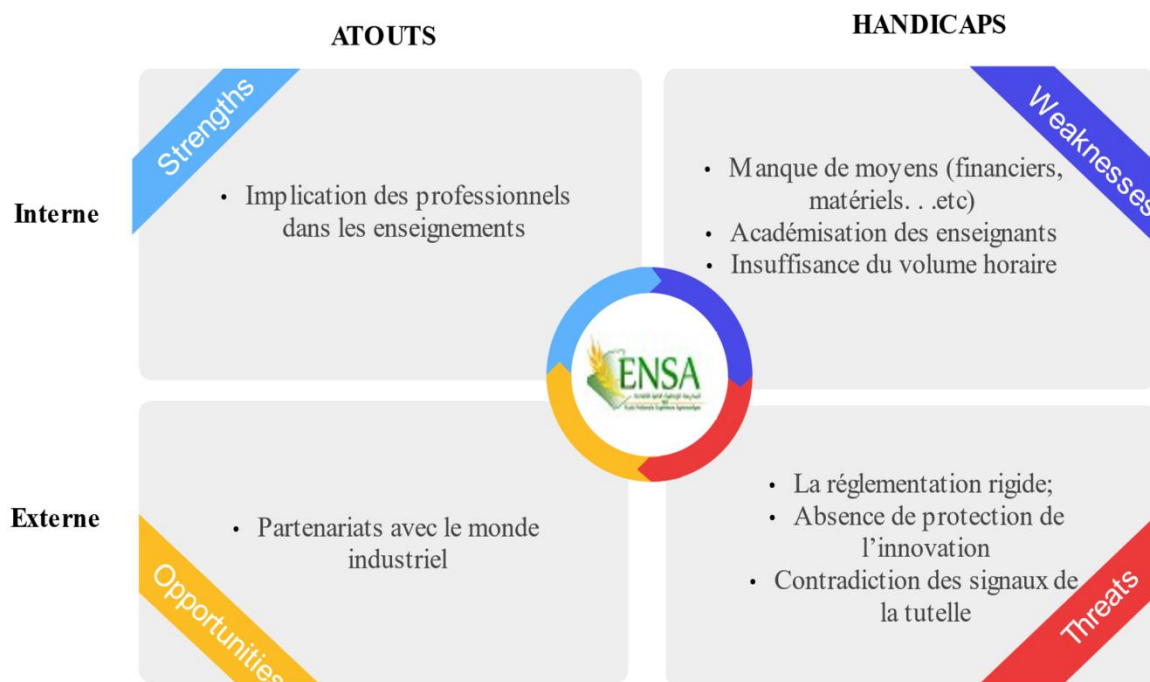 ATOUTS
HANDICAPS
Interne
Strengths
• Implication des professionnels
dans les enseignements
Weaknesses
• Manque de moyens (financiers,
matériels. . .etc)
• Académisation des enseignants
• Insuffisance du volume horaire
ENSA
Externe
Opportunities
• Partenariats avec le monde
industriel
• La réglementation rigide;
• Absence de protection de
l’innovation
• Contradiction des signaux de
la tutelle
Threats